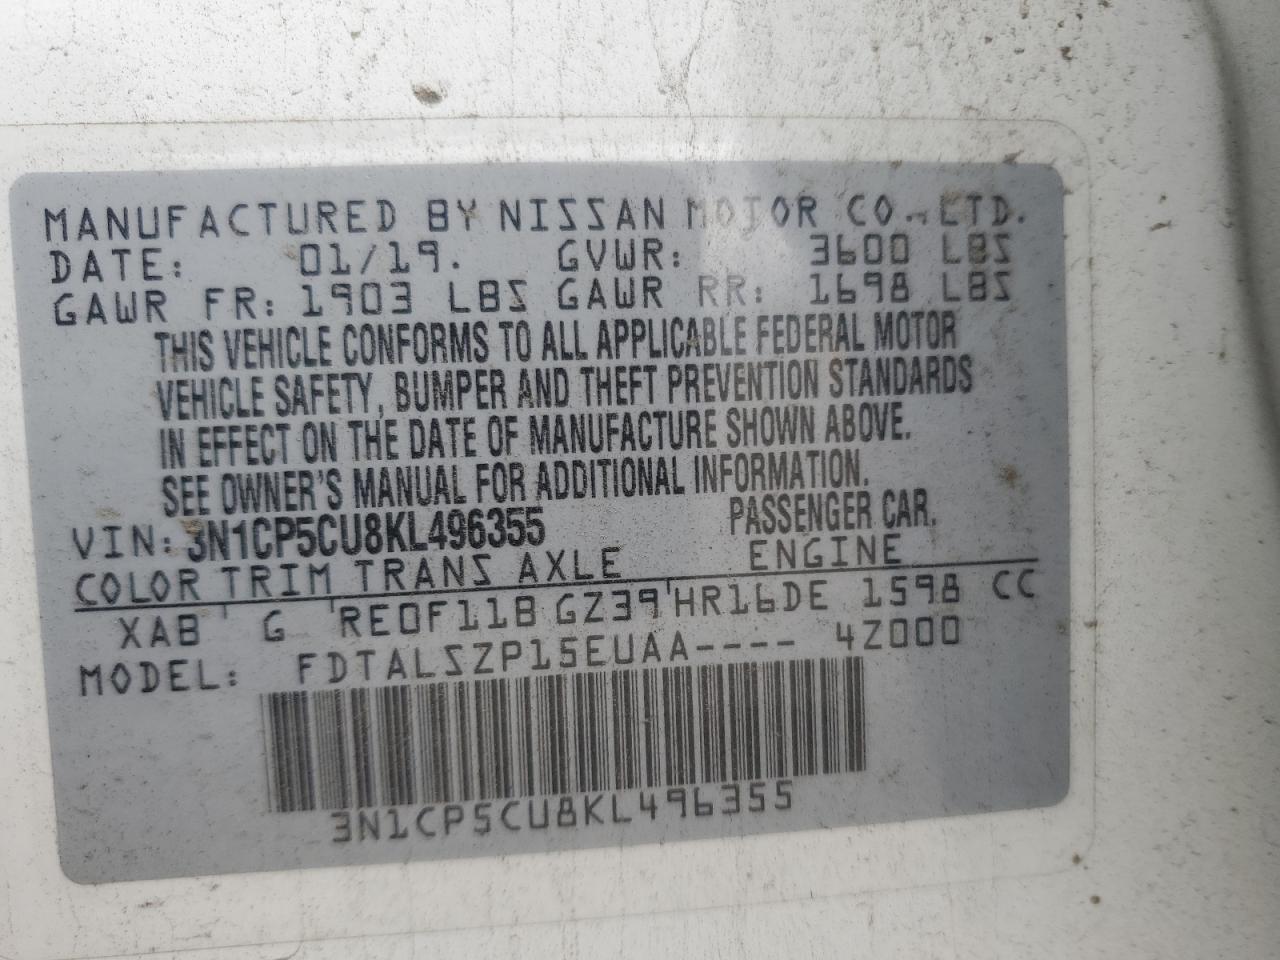 MANUFACTURED BY NISSAN MOTOR CO., LTD.
DATE: 01/19. GVWR: 3600 LBS
GAWR FR: 1903 LBS GAWR RR: 1698 LBS
THIS VEHICLE CONFORMS TO ALL APPLICABLE FEDERAL MOTOR
VEHICLE SAFETY, BUMPER AND THEFT PREVENTION STANDARDS
IN EFFECT ON THE DATE OF MANUFACTURE SHOWN ABOVE.
SEE OWNER'S MANUAL FOR ADDITIONAL INFORMATION.
VIN: 3N1CP5CU8KL496355 PASSENGER CAR.
COLOR TRIM TRANS AXLE ENGINE
XAB ' G ' RE0F11B GZ39 ' HR16DE 1598 CC
MODEL: FDTALSZP15EUAA---- 4Z000
3N1CP5CU8KL496355